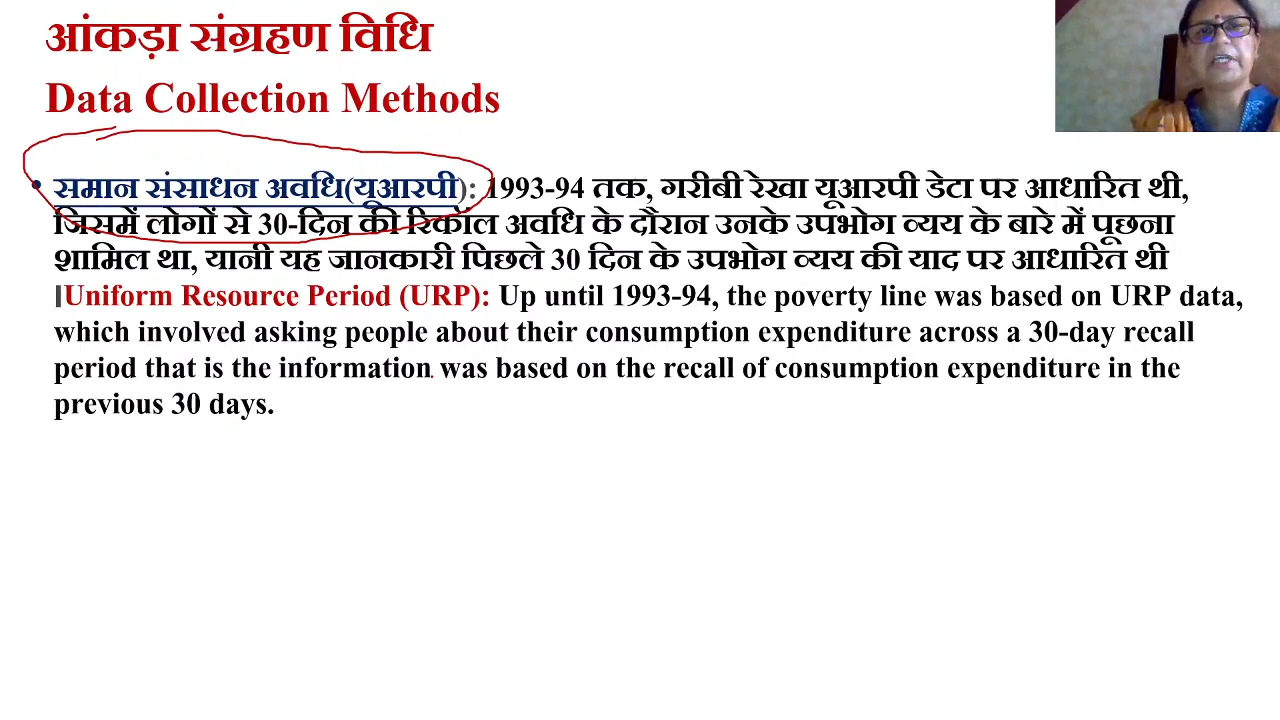 आंकड़ा संग्रहण विधि
Data Collection Methods
• समान संसाधन अवधि(यूआरपी): 1993-94 तक, गरीबी रेखा यूआरपी डेटा पर आधारित थी,
जिसमें लोगों से 30-दिन की रिकॉल अवधि के दौरान उनके उपभोग व्यय के बारे में पूछना
शामिल था, यानी यह जानकारी पिछले 30 दिन के उपभोग व्यय की याद पर आधारित थी
।Uniform Resource Period (URP): Up until 1993-94, the poverty line was based on URP data,
which involved asking people about their consumption expenditure across a 30-day recall
period that is the information was based on the recall of consumption expenditure in the
previous 30 days.